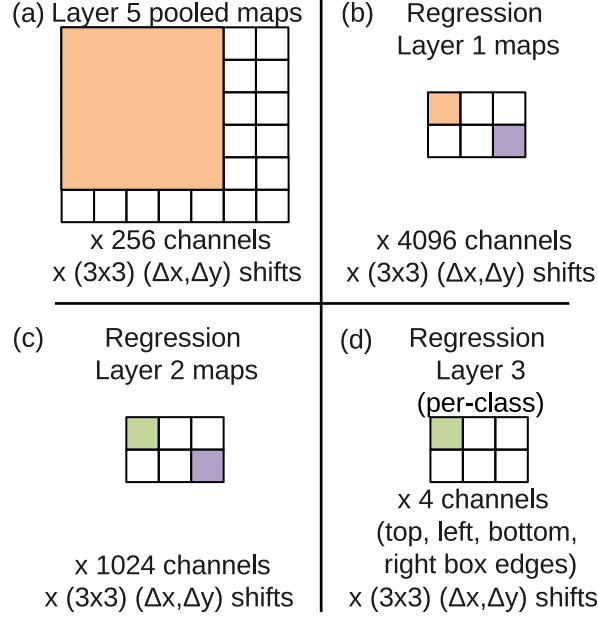 (a) Layer 5 pooled maps
x 256 channels
x (3x3) (Δx,Δy) shifts
(b) Regression
Layer 1 maps
x 4096 channels
x (3x3) (Δx,Δy) shifts
(c) Regression
Layer 2 maps
x 1024 channels
x (3x3) (Δx,Δy) shifts
(d) Regression
Layer 3
(per-class)
x 4 channels
(top, left, bottom,
right box edges)
x (3x3) (Δx,Δy) shifts